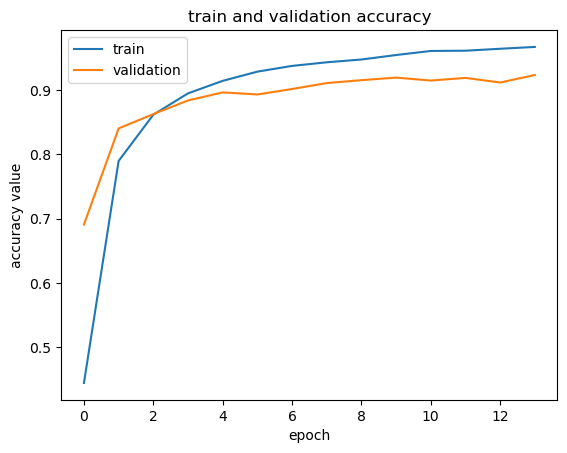 train and validation accuracy
train
validation
accuracy value
0.9
0.8
0.7
0.6
0.5
0 2 4 6 8 10 12
epoch